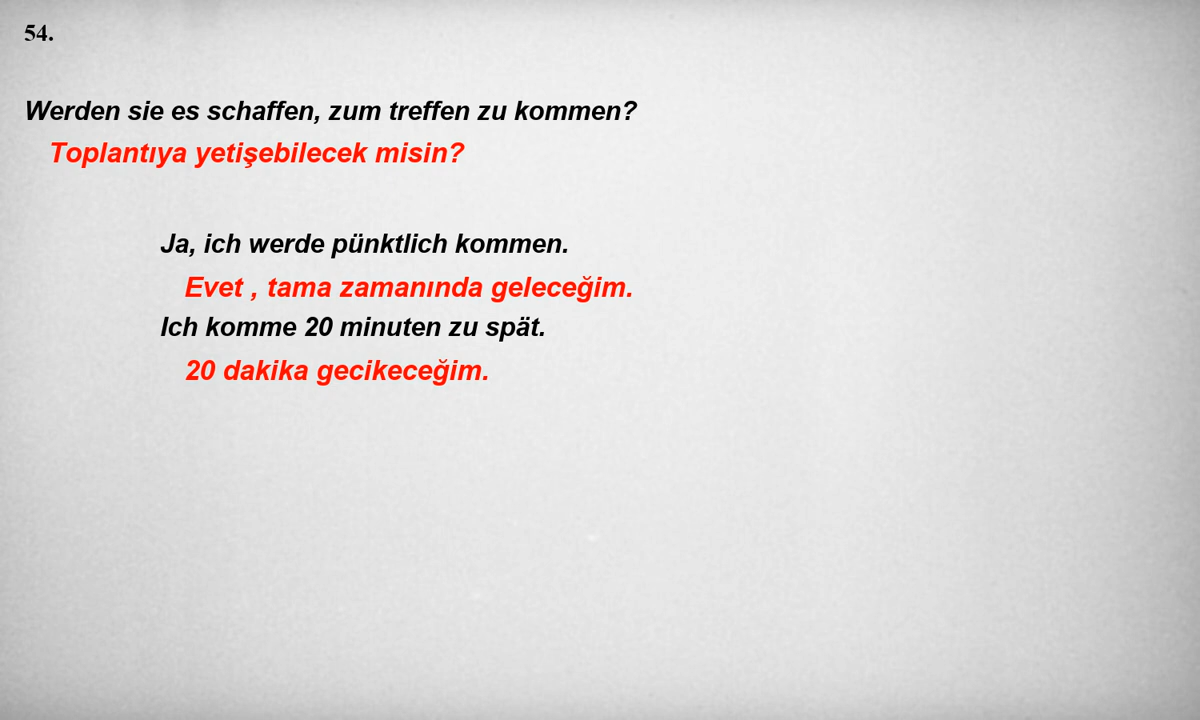 54.
Werden sie es schaffen, zum treffen zu kommen?
Toplantıya yetişebilecek misin?
Ja, ich werde pünktlich kommen.
Evet , tama zamanında geleceğim.
Ich komme 20 minuten zu spät.
20 dakika gecikeceğim.